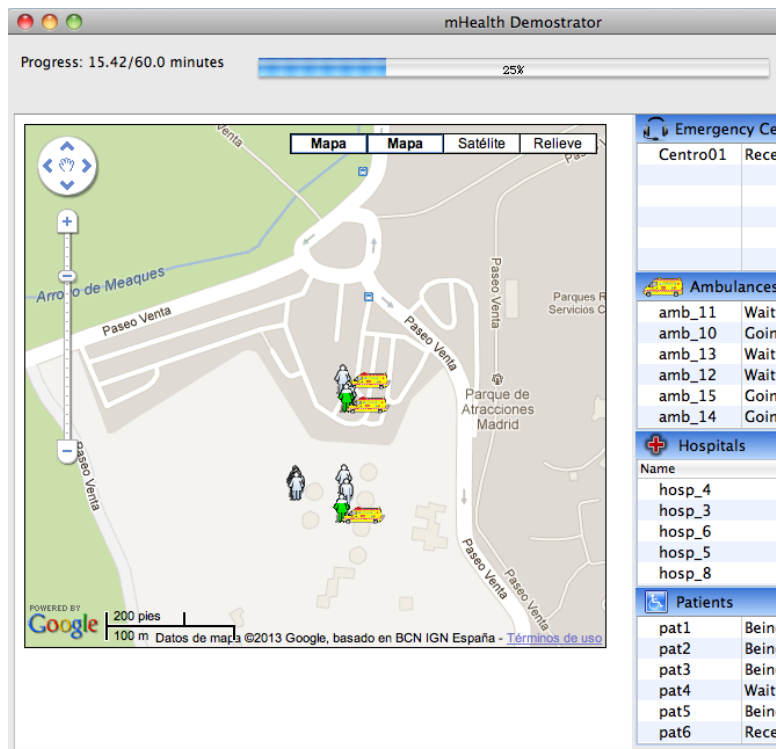 mHealth Demostrator
Progress: 15.42/60.0 minutes
25%
Mapa Mapa Satélite Relieve
Venta
Paseo
Arroyo de Meaques
Paseo Venta
Paseo Venta
Paseo Venta
Parques R
Servicios C
Parque de
Atracciones
Madrid
Paseo Venta
Paseo Venta
Paseo Venta
POWERED BY
Google
200 pies
100 m
Datos de mapa ©2013 Google, basado en BCN IGN España - Términos de uso
Emergency Ce
Centro01 Rece
Ambulances
amb_11 Wait
amb_10 Goin
amb_13 Wait
amb_12 Wait
amb_15 Goin
amb_14 Goin
Hospitals
Name
hosp_4
hosp_3
hosp_6
hosp_5
hosp_8
Patients
pat1 Bein
pat2 Bein
pat3 Bein
pat4 Wait
pat5 Bein
pat6 Rece